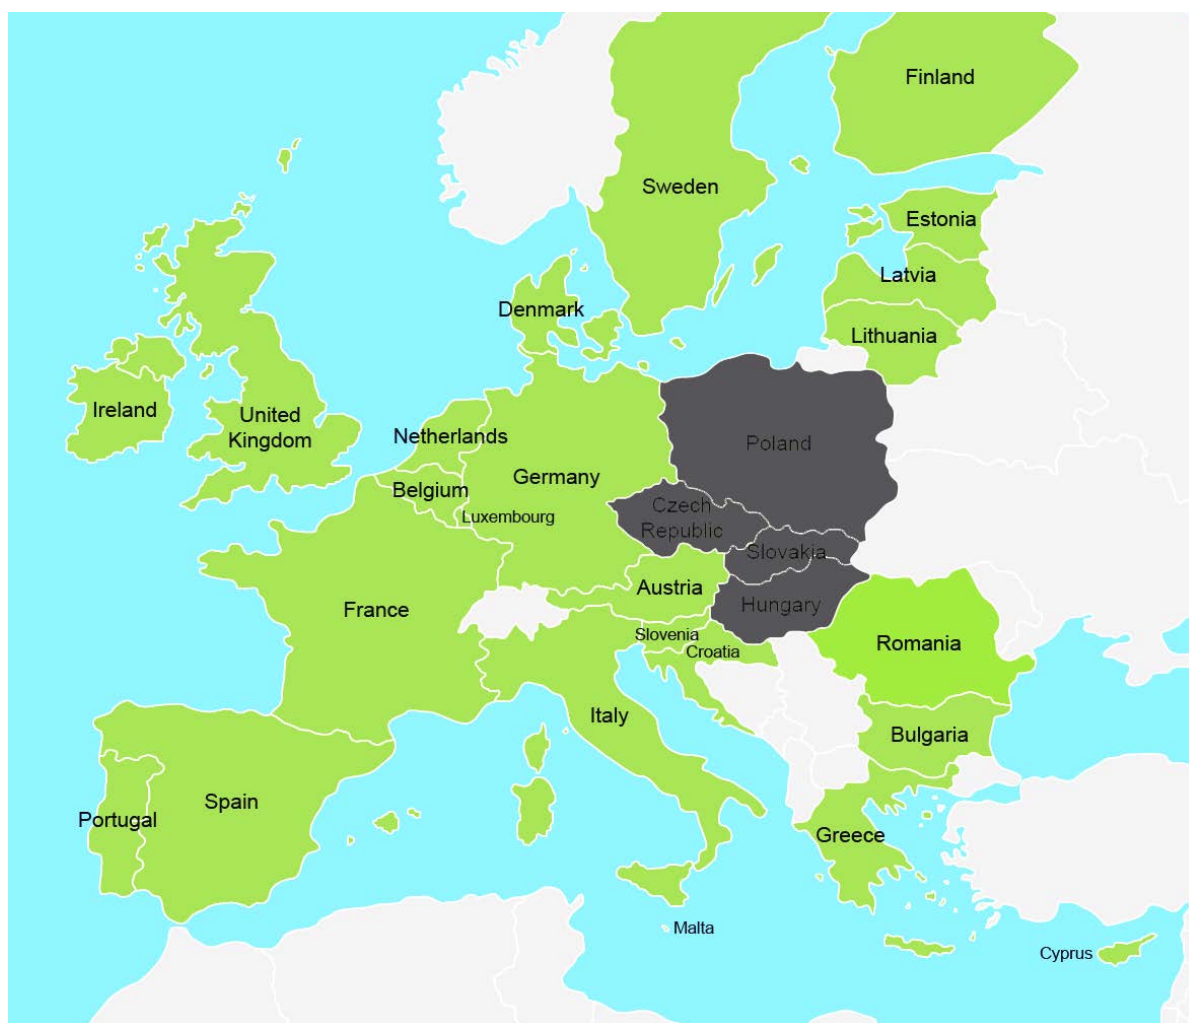 Finland
Sweden
Estonia
Latvia
Denmark
Lithuania
Ireland
United
Kingdom
Netherlands
Poland
Germany
Belgium
Luxembourg
Czech
Republic
Slovakia
Austria
Hungary
France
Slovenia
Croatia
Romania
Italy
Bulgaria
Spain
Portugal
Greece
Malta
Cyprus